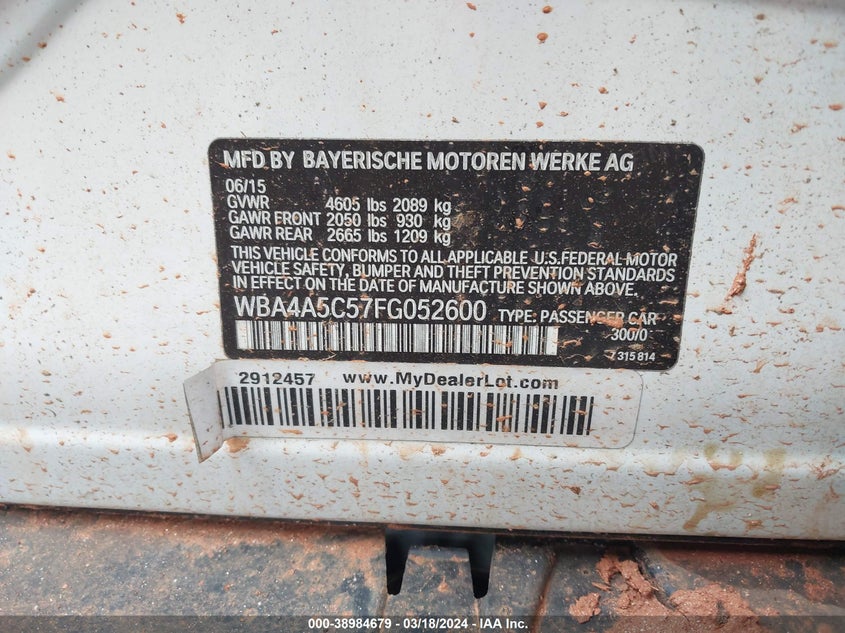 MFD BY BAYERISCHE MOTOREN WERKE AG
06/15
GVWR 4605 lbs 2089 kg
GAWR FRONT 2050 lbs 930 kg
GAWR REAR 2665 lbs 1209 kg
THIS VEHICLE CONFORMS TO ALL APPLICABLE U.S.FEDERAL MOTOR
VEHICLE SAFETY, BUMPER AND THEFT PREVENTION STANDARDS
IN EFFECT ON THE DATE OF MANUFACTURE SHOWN ABOVE.
WBA4A5C57FG052600 TYPE: PASSENGER CAR
300/0
7 315 814
2912457 www.MyDealerLot.com
000-38984679 - 03/18/2024 - IAA Inc.